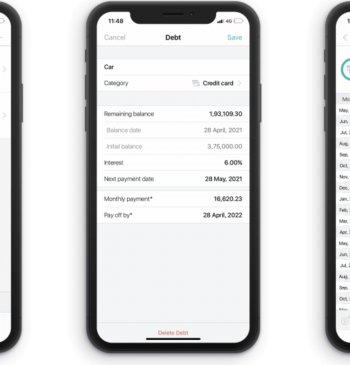 11:48
4G
Cancel Debt Save
Car
Category Credit card
Remaining balance 1,93,109.30
Balance date 28 April, 2021
Initial balance 3,75,000.00
Interest 6.00%
Next payment date 28 May, 2021
Monthly payment* 16,620.23
Pay off by* 28 April, 2022
Delete Debt
May,
Jun,
Jul,
Aug,
Sep,
Oct,
Nov,
Dec,
Jan,
Feb,
Mar,
Apr,
May,
Jun,
Jul,
Aug,
Sep,
Oct,